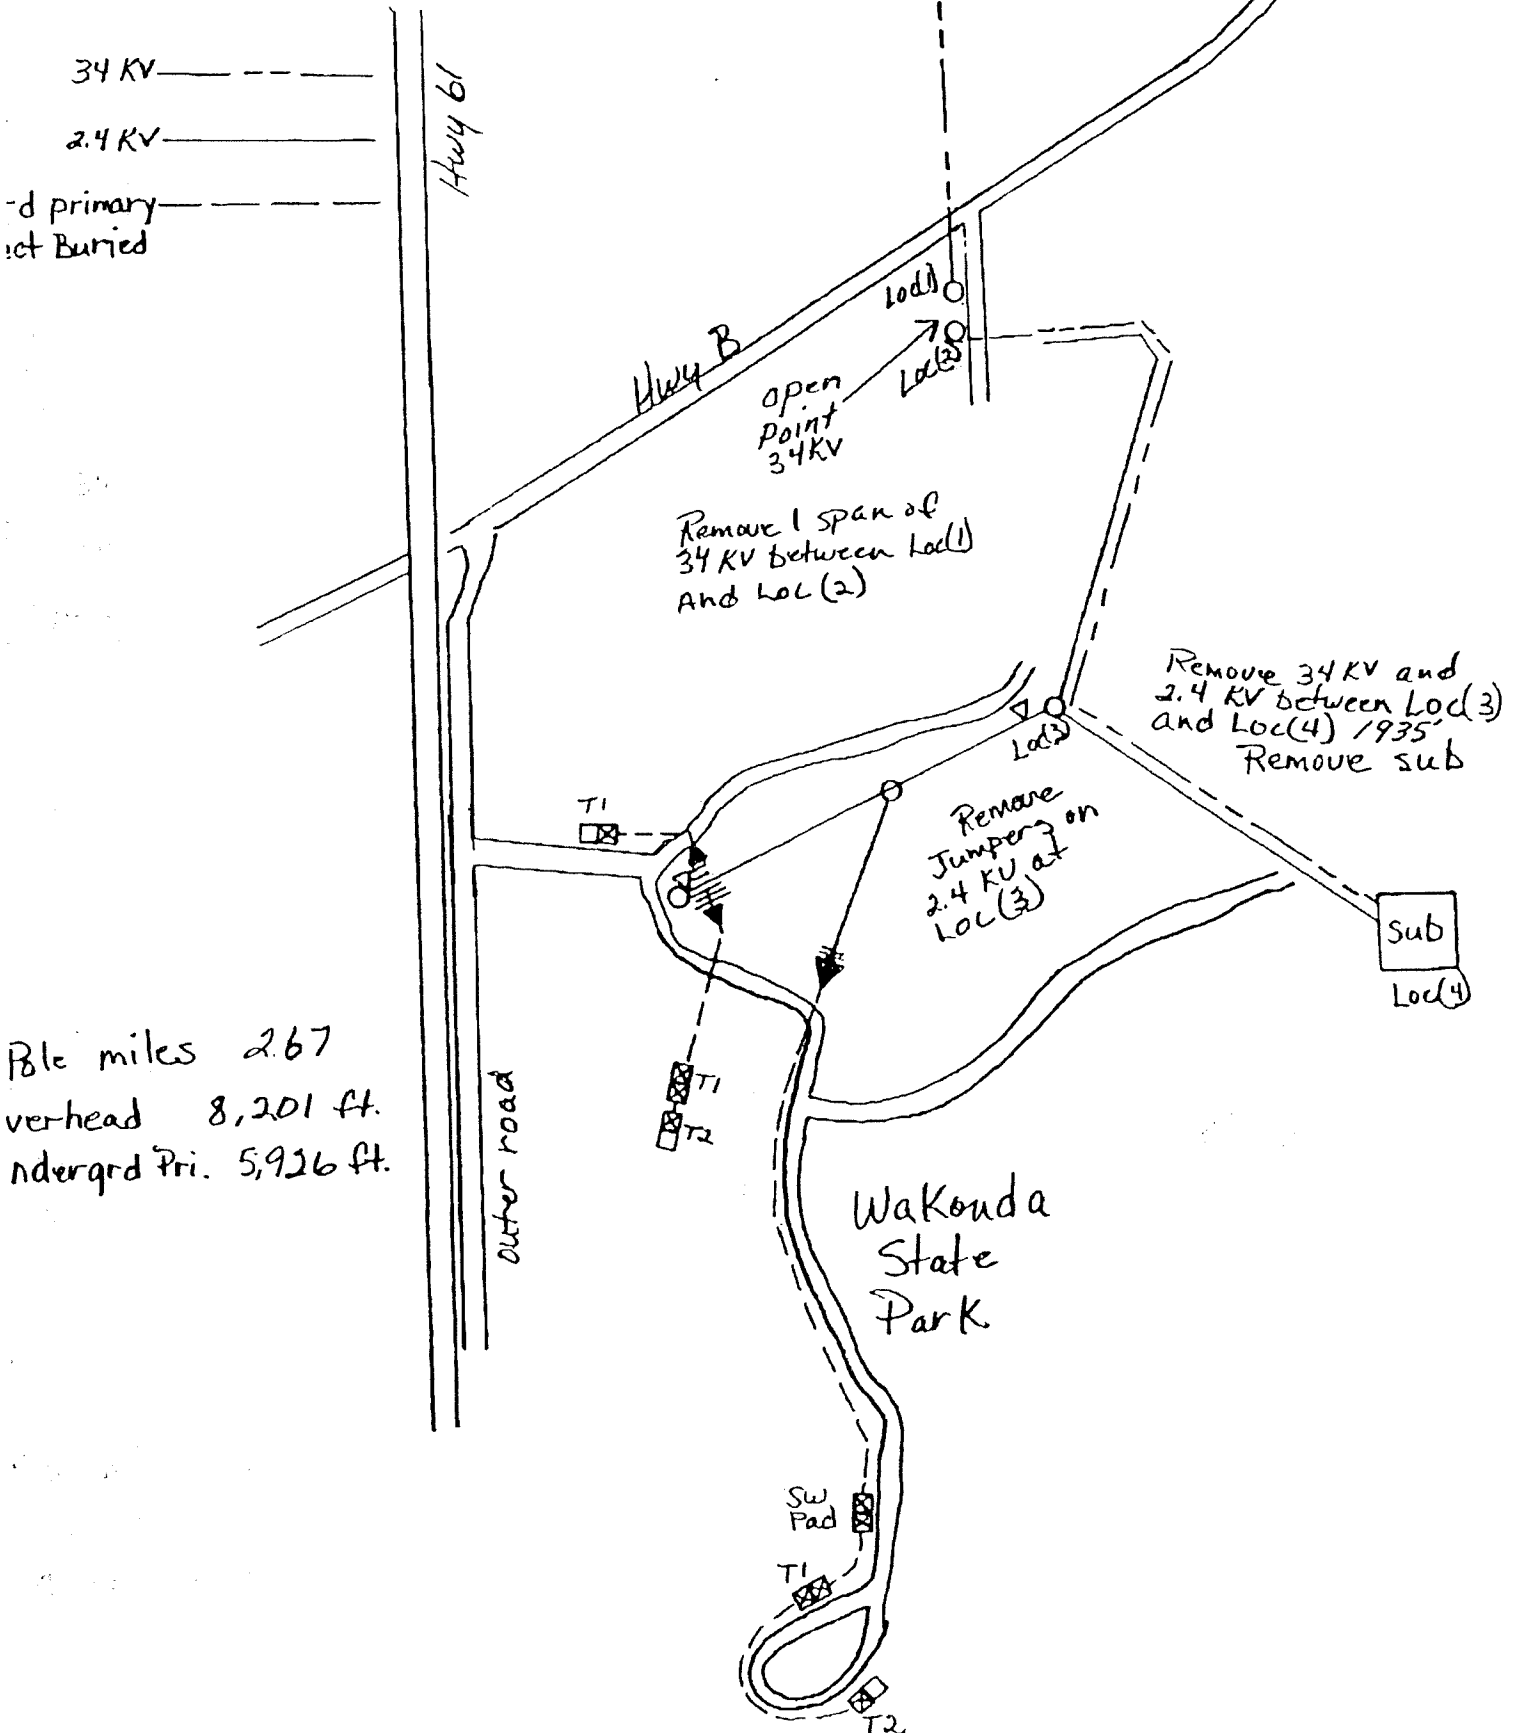 34 KV
2.4 KV
-d primary
ect Buried
Hwy 61
Hwy B
Loc(1)
Loc(2)
open
Point
34KV
Remove 1 span of
34 KV between Loc(1)
And Loc(2)
Remove 34 KV and
2.4 KV between Loc(3)
and Loc(4) 1935'
Remove sub
Loc(3)
T1
Remove
Jumpers on
2.4 KV at
Loc(3)
Sub
Loc(4)
Pole miles 2.67
verhead 8,201 ft.
ndergrd Pri. 5,926 ft.
outer road
T1
T2
Wakonda
State
Park
SW
Pad
T1
T2